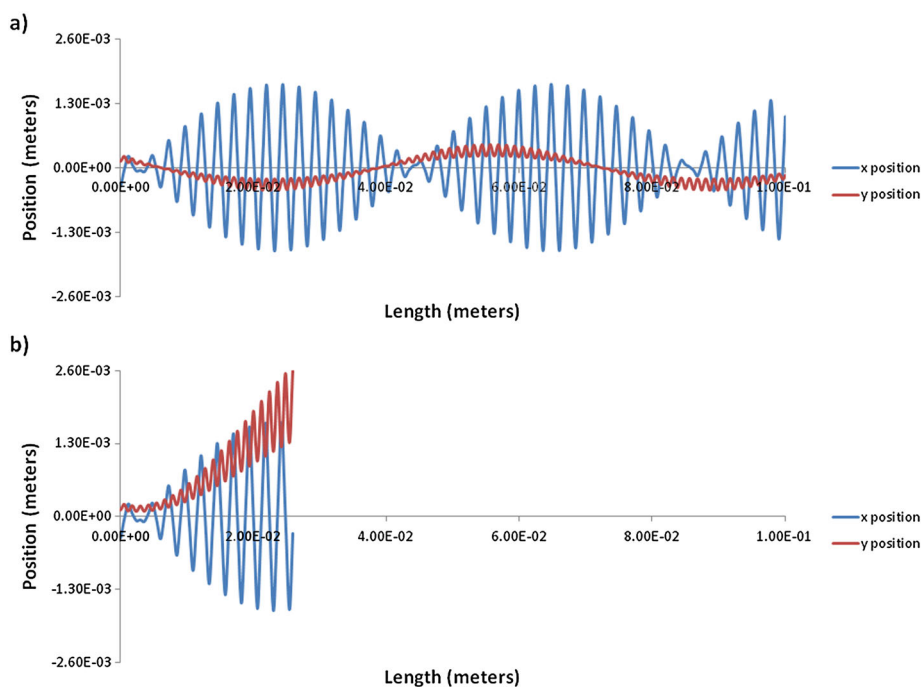 a)
2.60E-03
1.30E-03
0.00E+00
-1.30E-03
-2.60E-03
Position (meters)
0.00E+00 2.00E-02 4.00E-02 6.00E-02 8.00E-02 1.00E-01
Length (meters)
x position
y position
b)
2.60E-03
1.30E-03
0.00E+00
-1.30E-03
-2.60E-03
Position (meters)
0.00E+00 2.00E-02 4.00E-02 6.00E-02 8.00E-02 1.00E-01
Length (meters)
x position
y position